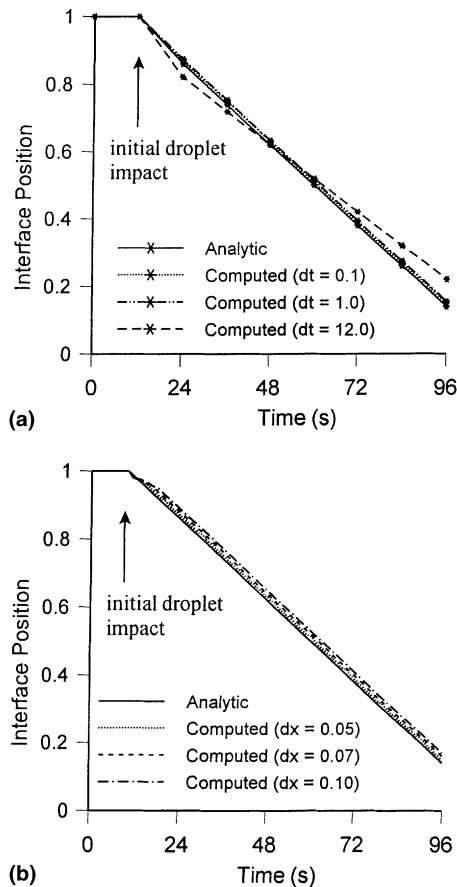 1
0.8
0.6
0.4
0.2
0
Interface Position
initial droplet
impact
Analytic
Computed (dt = 0.1)
Computed (dt = 1.0)
Computed (dt = 12.0)
0 24 48 72 96
Time (s)
(a)
1
0.8
0.6
0.4
0.2
0
Interface Position
initial droplet
impact
Analytic
Computed (dx = 0.05)
Computed (dx = 0.07)
Computed (dx = 0.10)
0 24 48 72 96
Time (s)
(b)